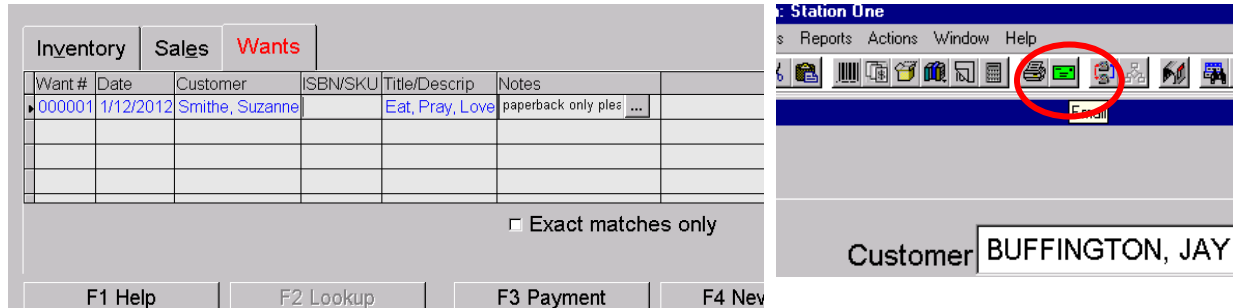 Inventory Sales Wants
Want # Date Customer ISBN/SKU Title/Descrip Notes
000001 1/12/2012 Smithe, Suzanne Eat, Pray, Love paperback only plea ...
Exact matches only
F1 Help F2 Lookup F3 Payment F4 New
: Station One
s Reports Actions Window Help
Email
Customer BUFFINGTON, JAY